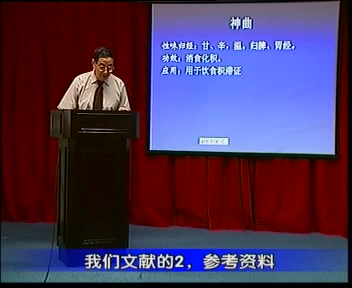 神曲
性味归经：甘、辛，温。归脾、胃经。
功效：消食化积。
应用：用于饮食积滞证
我们文献的2，参考资料